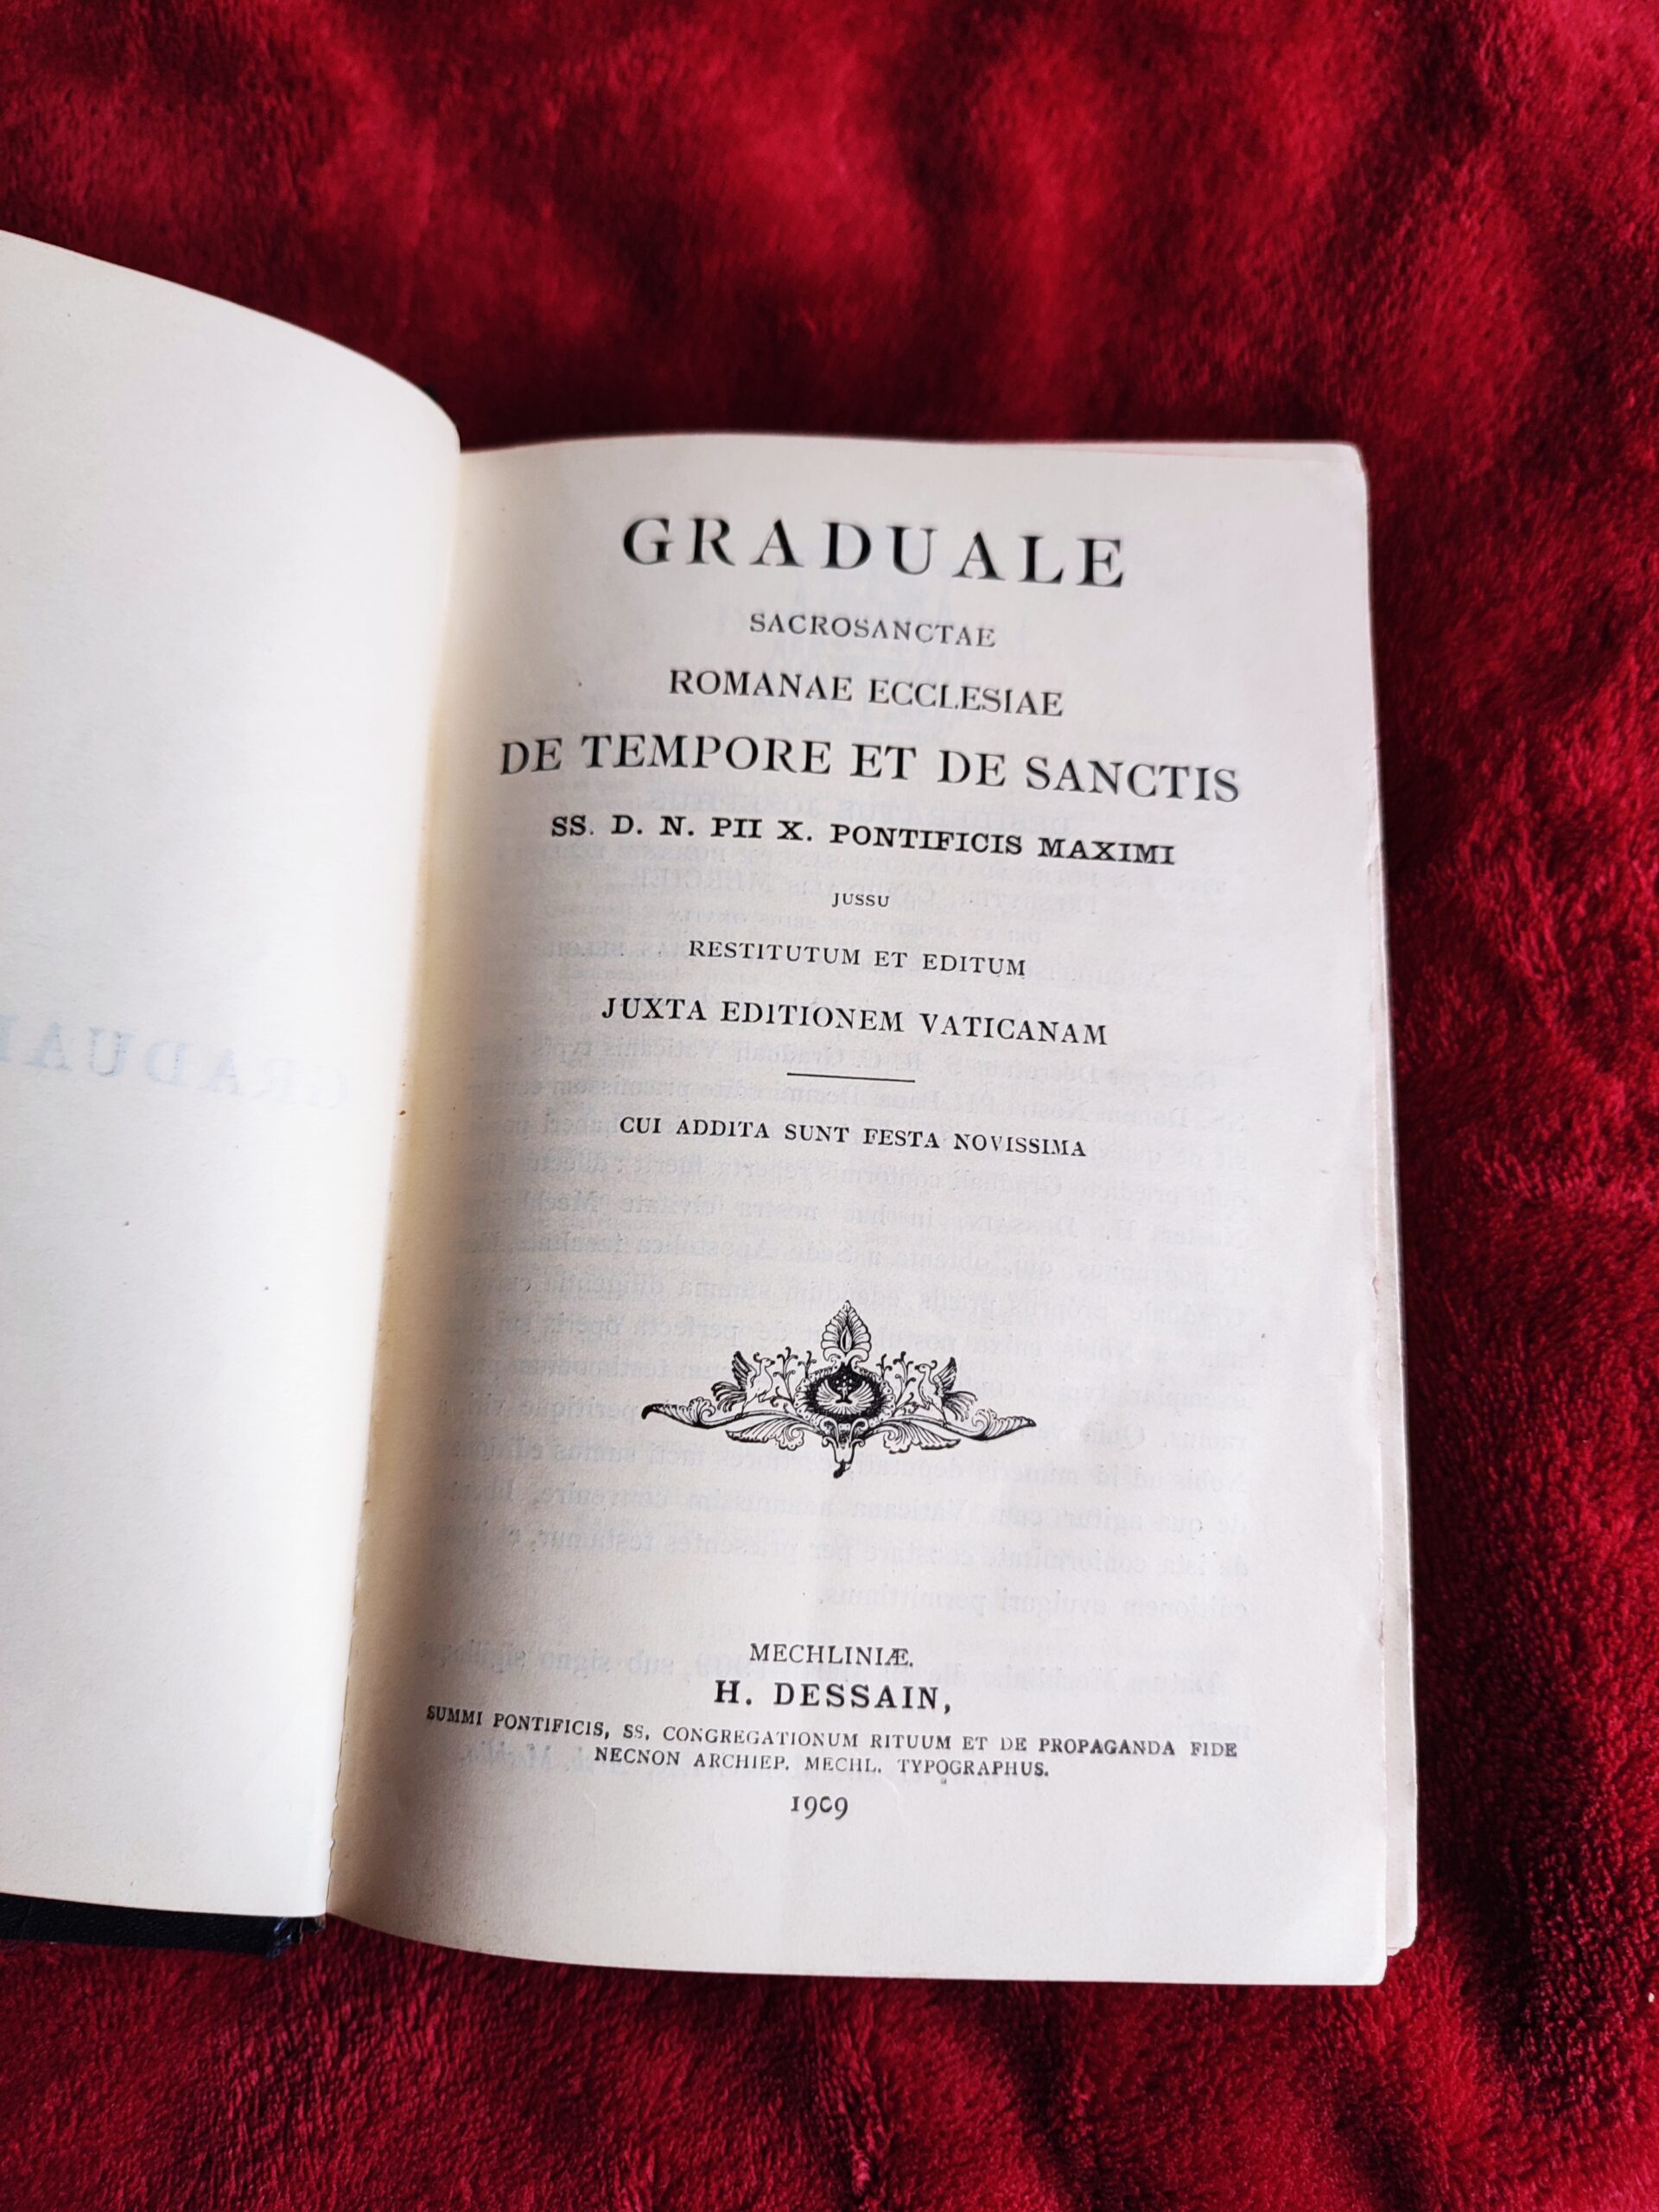 GRADUALE
SACROSANCTAE
ROMANAE ECCLESIAE
DE TEMPORE ET DE SANCTIS
SS. D. N. PII X. PONTIFICIS MAXIMI
JUSSU
RESTITUTUM ET EDITUM
JUXTA EDITIONEM VATICANAM
CUI ADDITA SUNT FESTA NOVISSIMA
MECHLINIÆ.
H. DESSAIN,
SUMMI PONTIFICIS, SS. CONGREGATIONUM RITUUM ET DE PROPAGANDA FIDE
NECNON ARCHIEP. MECHL. TYPOGRAPHUS.
1909